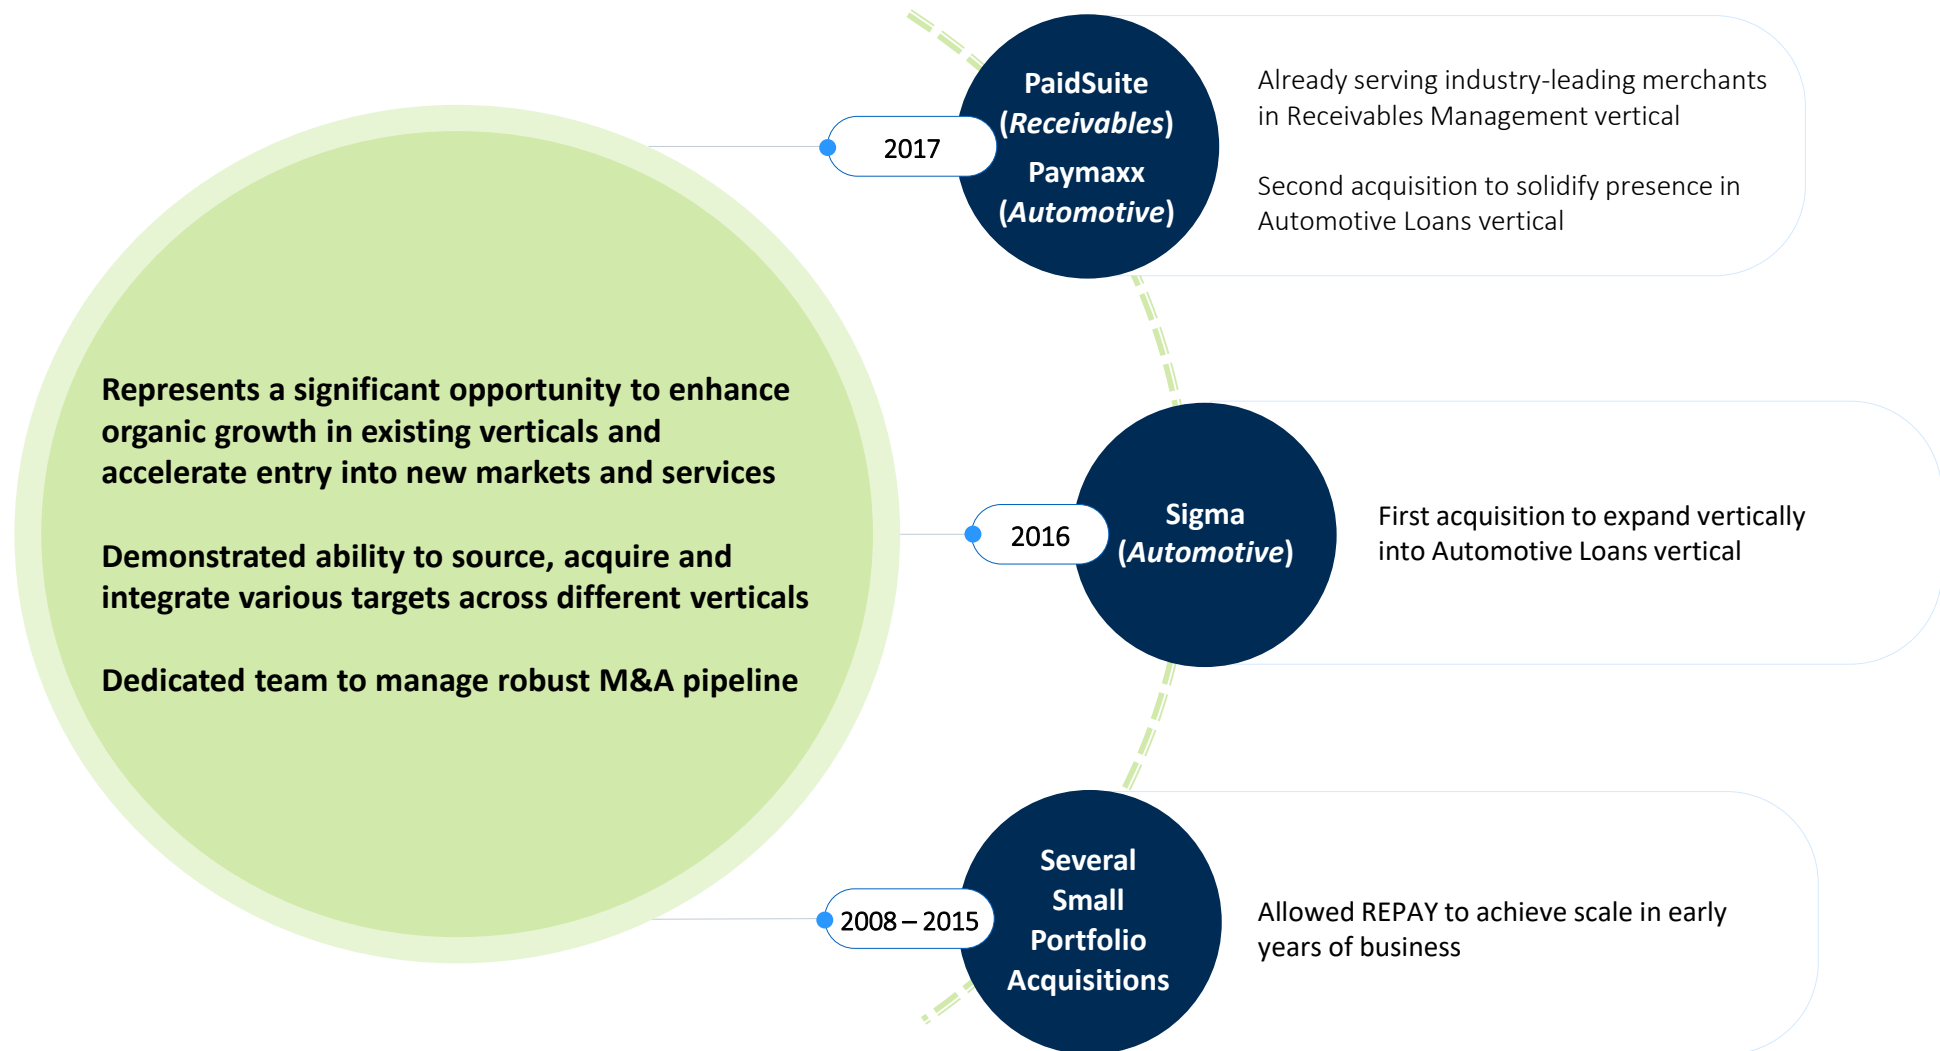 Represents a significant opportunity to enhance
organic growth in existing verticals and
accelerate entry into new markets and services
Demonstrated ability to source, acquire and
integrate various targets across different verticals
Dedicated team to manage robust M&A pipeline
2017
PaidSuite
(Receivables)
Paymaxx
(Automotive)
Already serving industry-leading merchants
in Receivables Management vertical
Second acquisition to solidify presence in
Automotive Loans vertical
2016
Sigma
(Automotive)
First acquisition to expand vertically
into Automotive Loans vertical
2008 – 2015
Several
Small
Portfolio
Acquisitions
Allowed REPAY to achieve scale in early
years of business